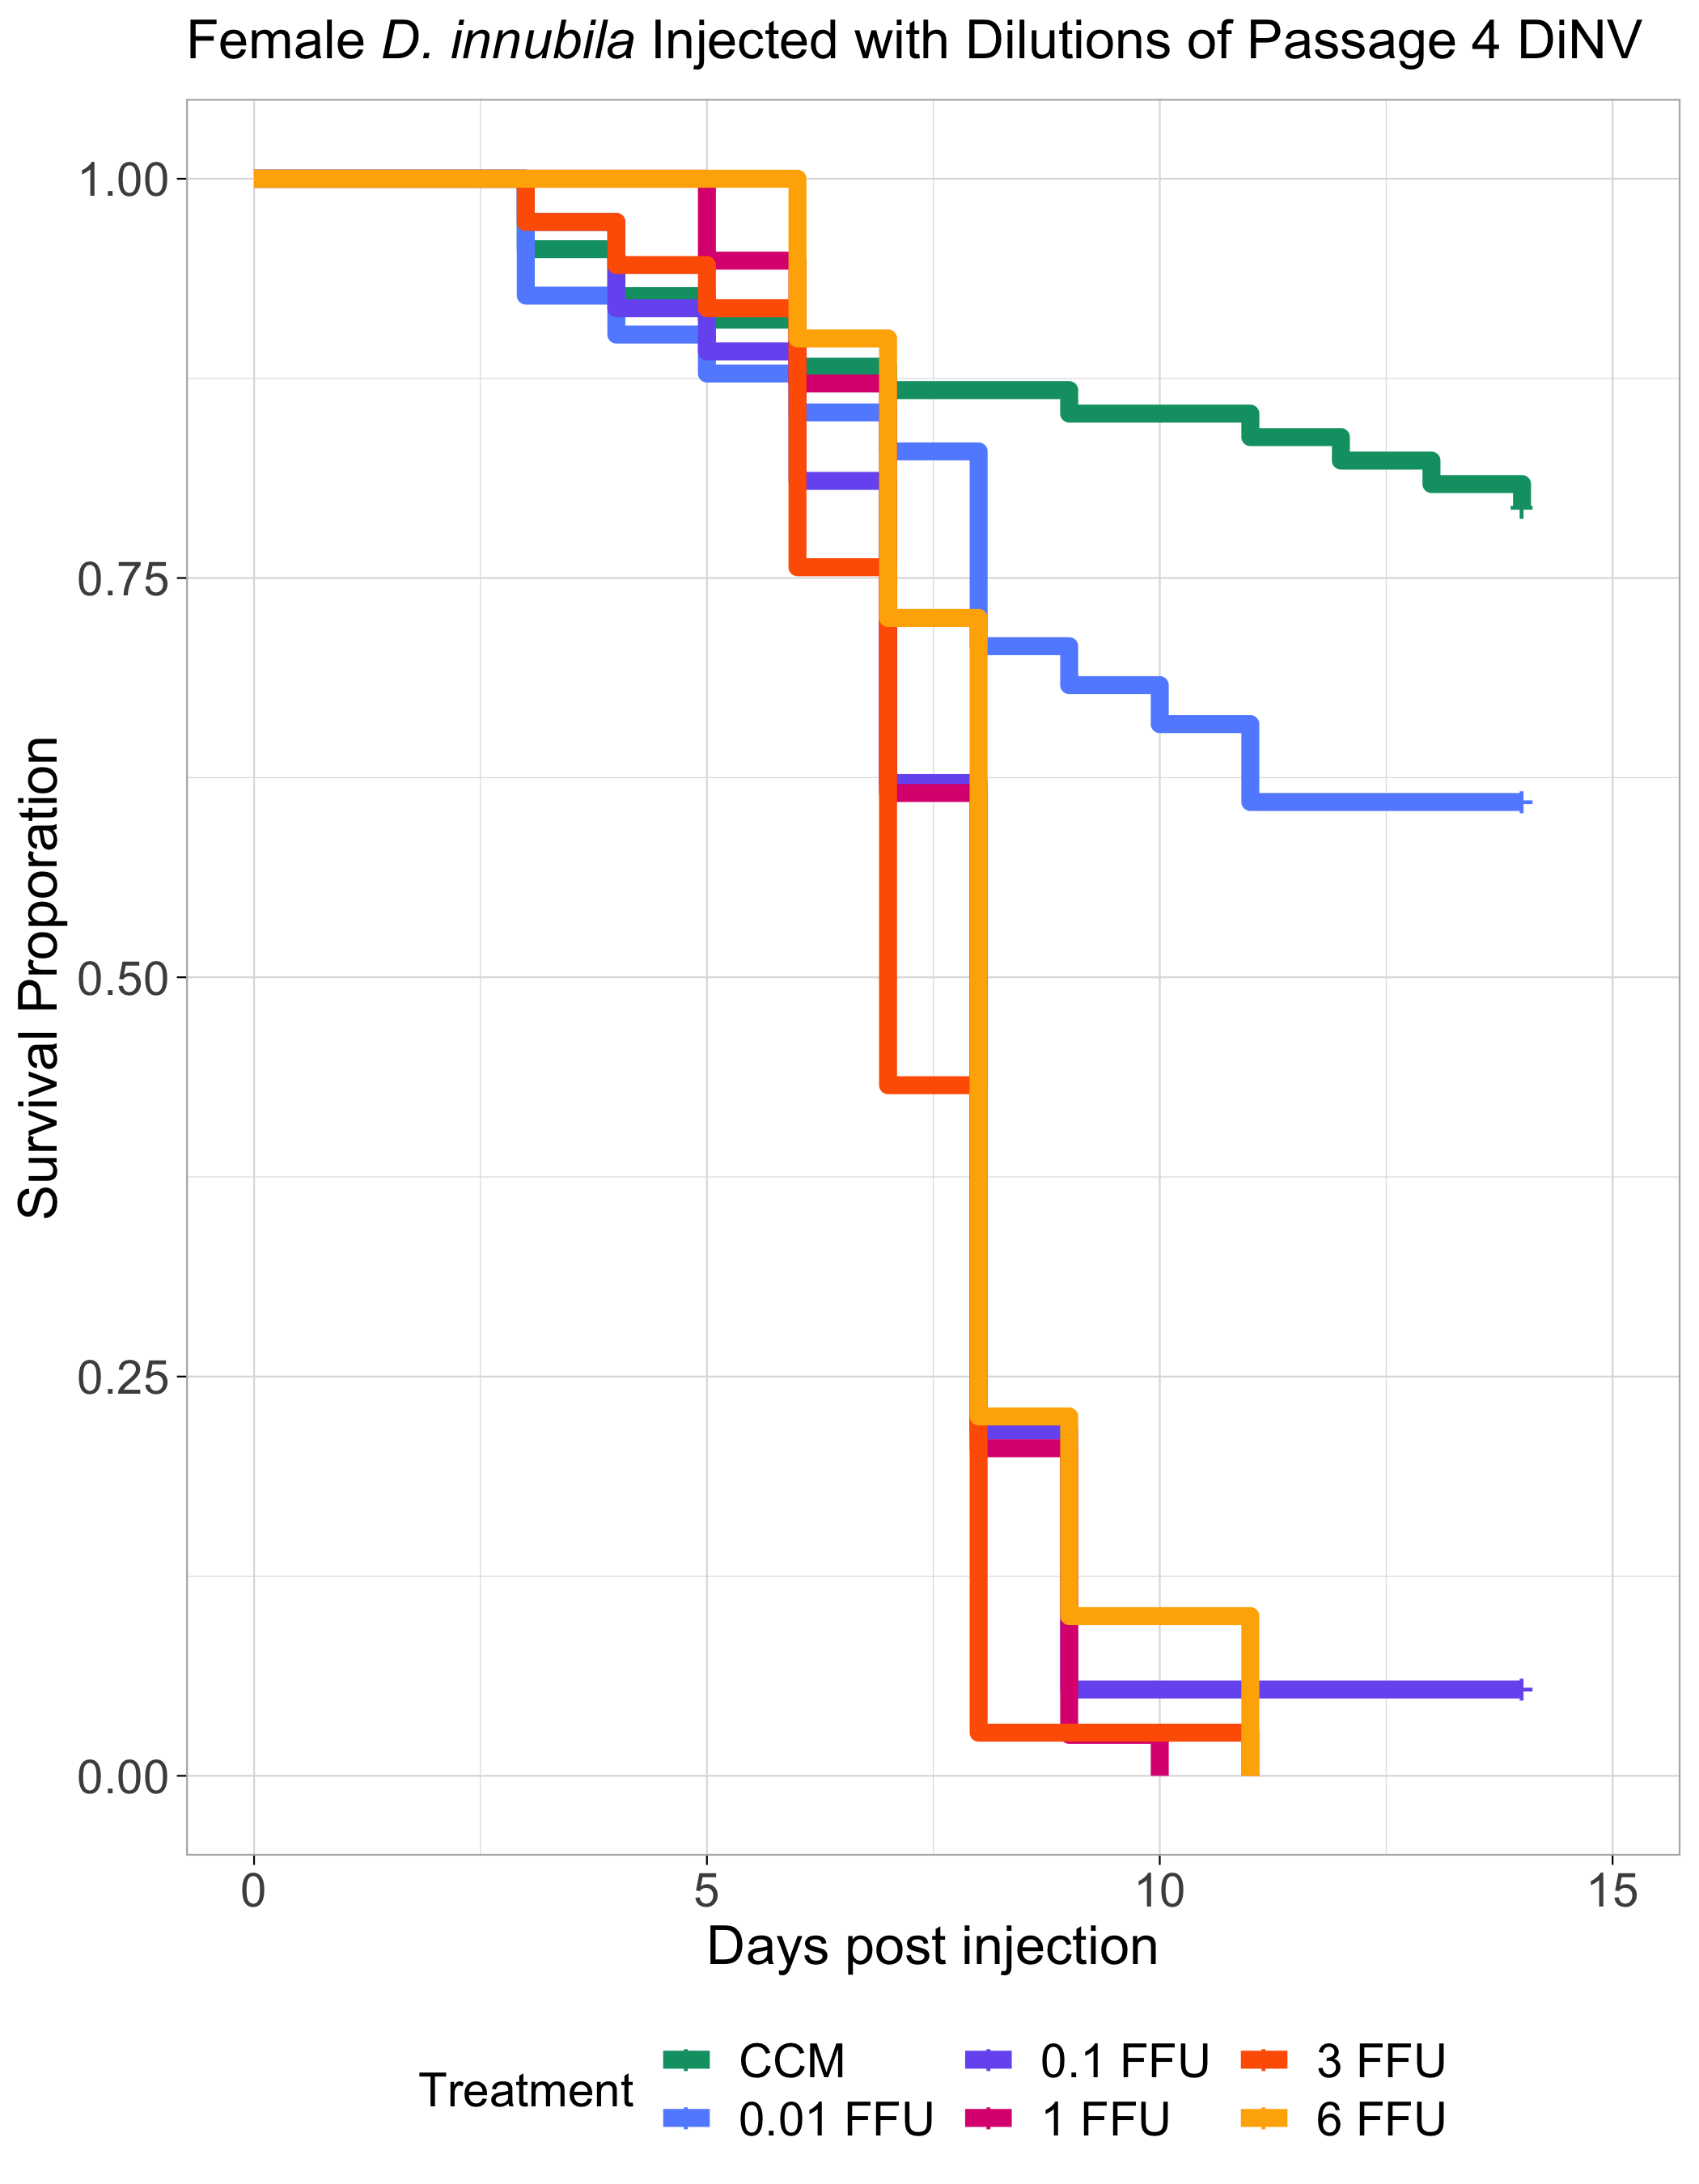 Female D. innubila Injected with Dilutions of Passage 4 DiNV
Survival Proporation
1.00
0.75
0.50
0.25
0.00
0 5 10 15
Days post injection
Treatment
CCM 0.1 FFU 3 FFU
0.01 FFU 1 FFU 6 FFU